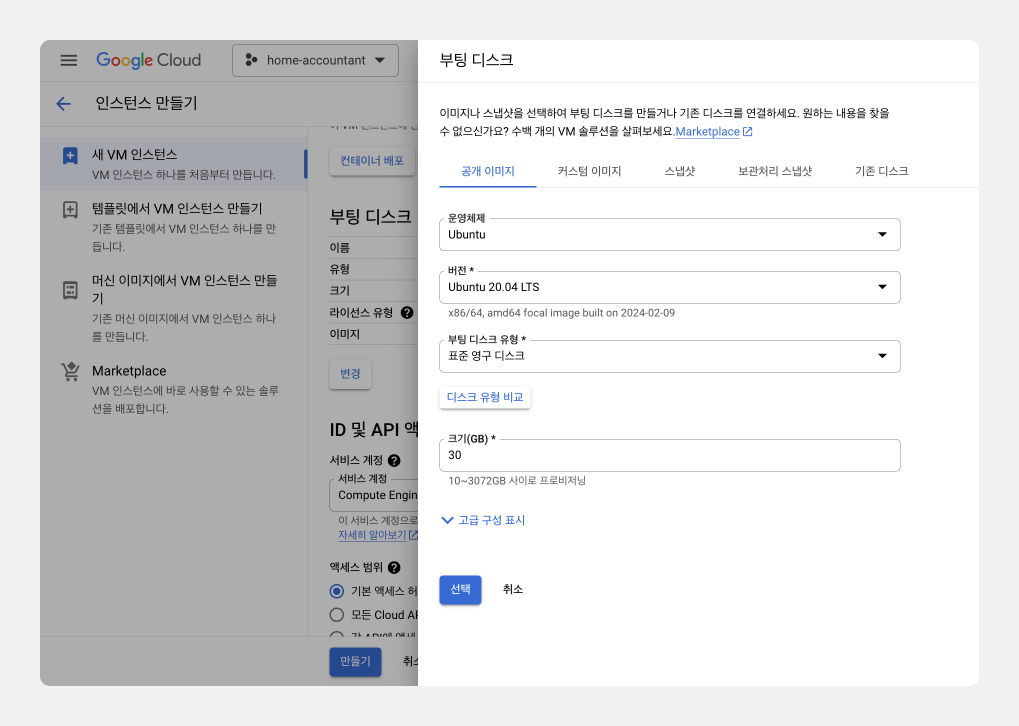 Google Cloud
home-accountant
인스턴스 만들기
새 VM 인스턴스
VM 인스턴스 하나를 처음부터 만듭니다.
템플릿에서 VM 인스턴스 만들기
기존 템플릿에서 VM 인스턴스 하나를 만
듭니다.
머신 이미지에서 VM 인스턴스 만들
기
기존 머신 이미지에서 VM 인스턴스 하나
를 만듭니다.
Marketplace
VM 인스턴스에 바로 사용할 수 있는 솔루
션을 배포합니다.
컨테이너 배포
부팅 디스크
이름
유형
크기
라이선스 유형
이미지
변경
ID 및 API 액
서비스 계정
서비스 계정
Compute Engin
이 서비스 계정으로
자세히 알아보기
액세스 범위
기본 액세스 허
모든 Cloud AP
각 API에 액세
만들기
취소
부팅 디스크
이미지나 스냅샷을 선택하여 부팅 디스크를 만들거나 기존 디스크를 연결하세요. 원하는 내용을 찾을
수 없으신가요? 수백 개의 VM 솔루션을 살펴보세요.Marketplace
공개 이미지
커스텀 이미지
스냅샷
보관처리 스냅샷
기존 디스크
운영체제
Ubuntu
버전 *
Ubuntu 20.04 LTS
x86/64, amd64 focal image built on 2024-02-09
부팅 디스크 유형 *
표준 영구 디스크
디스크 유형 비교
크기(GB) *
30
10~3072GB 사이로 프로비저닝
고급 구성 표시
선택
취소